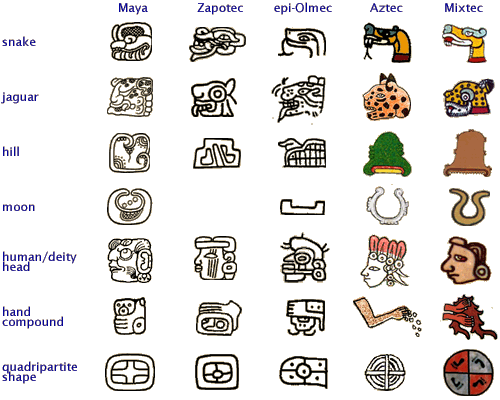 Maya Zapotec epi-Olmec Aztec Mixtec
snake
jaguar
hill
moon
human/deity
head
hand
compound
quadripartite
shape